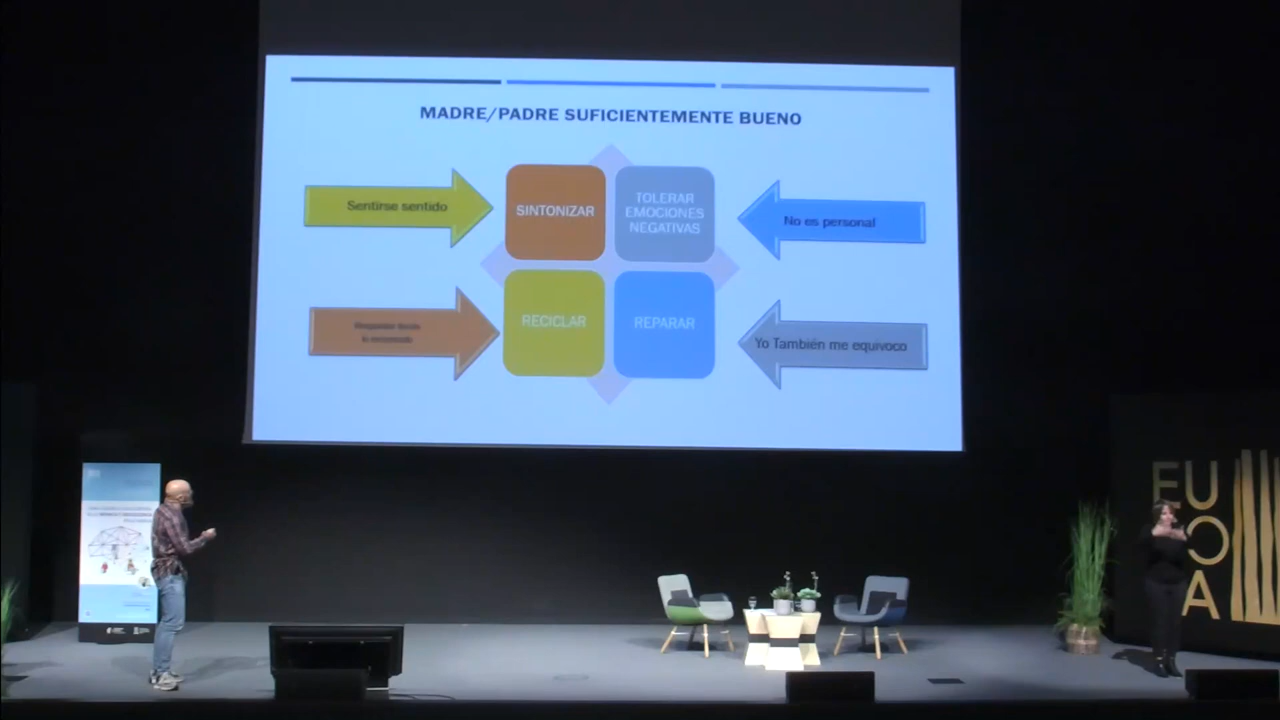 MADRE/PADRE SUFICIENTEMENTE BUENO
Sentirse sentido
SINTONIZAR
TOLERAR
EMOCIONES
NEGATIVAS
No es personal
RECICLAR
REPARAR
Yo También me equivoco